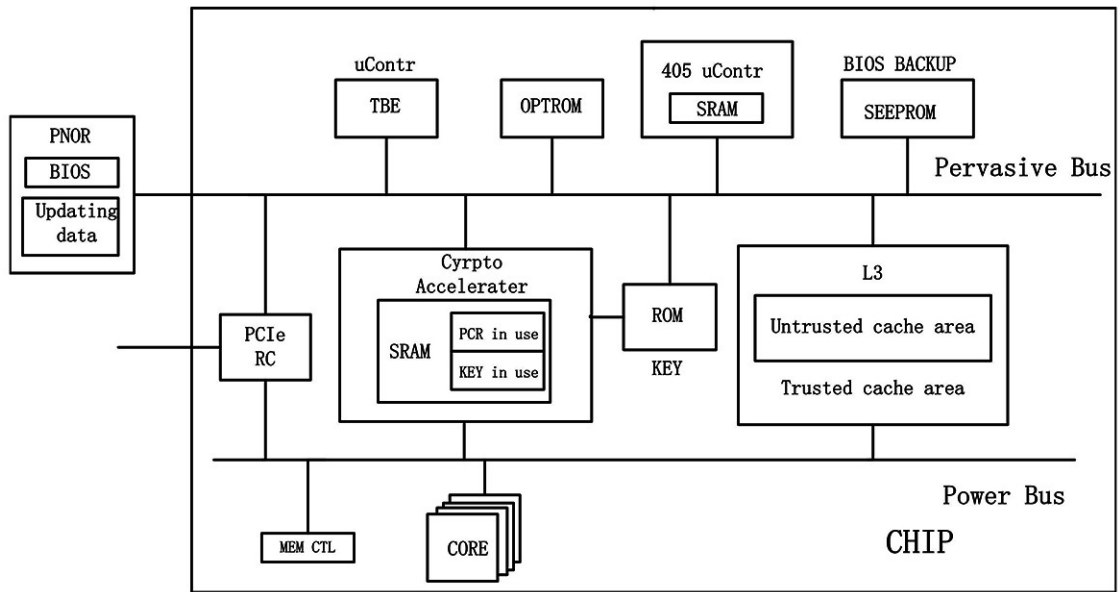 uContr
TBE
OPTROM
405 uContr
SRAM
BIOS BACKUP
SEEPROM
PNOR
BIOS
Updating
data
Pervasive Bus
Cyrpto
Accelerater
SRAM
PCR in use
KEY in use
ROM
KEY
L3
Untrusted cache area
Trusted cache area
PCIe
RC
Power Bus
MEM CTL
CORE
CHIP